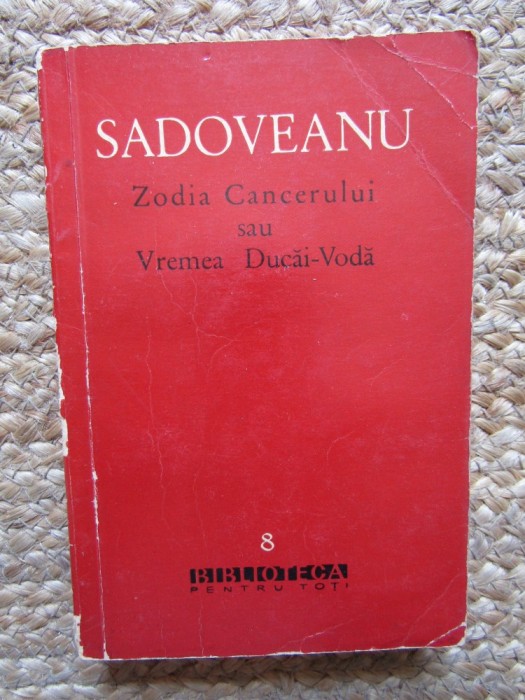 SADOVEANU
Zodia Cancerului
sau
Vremea Ducăi-Vodă
8
BIBLIOTECA
PENTRU TOȚI